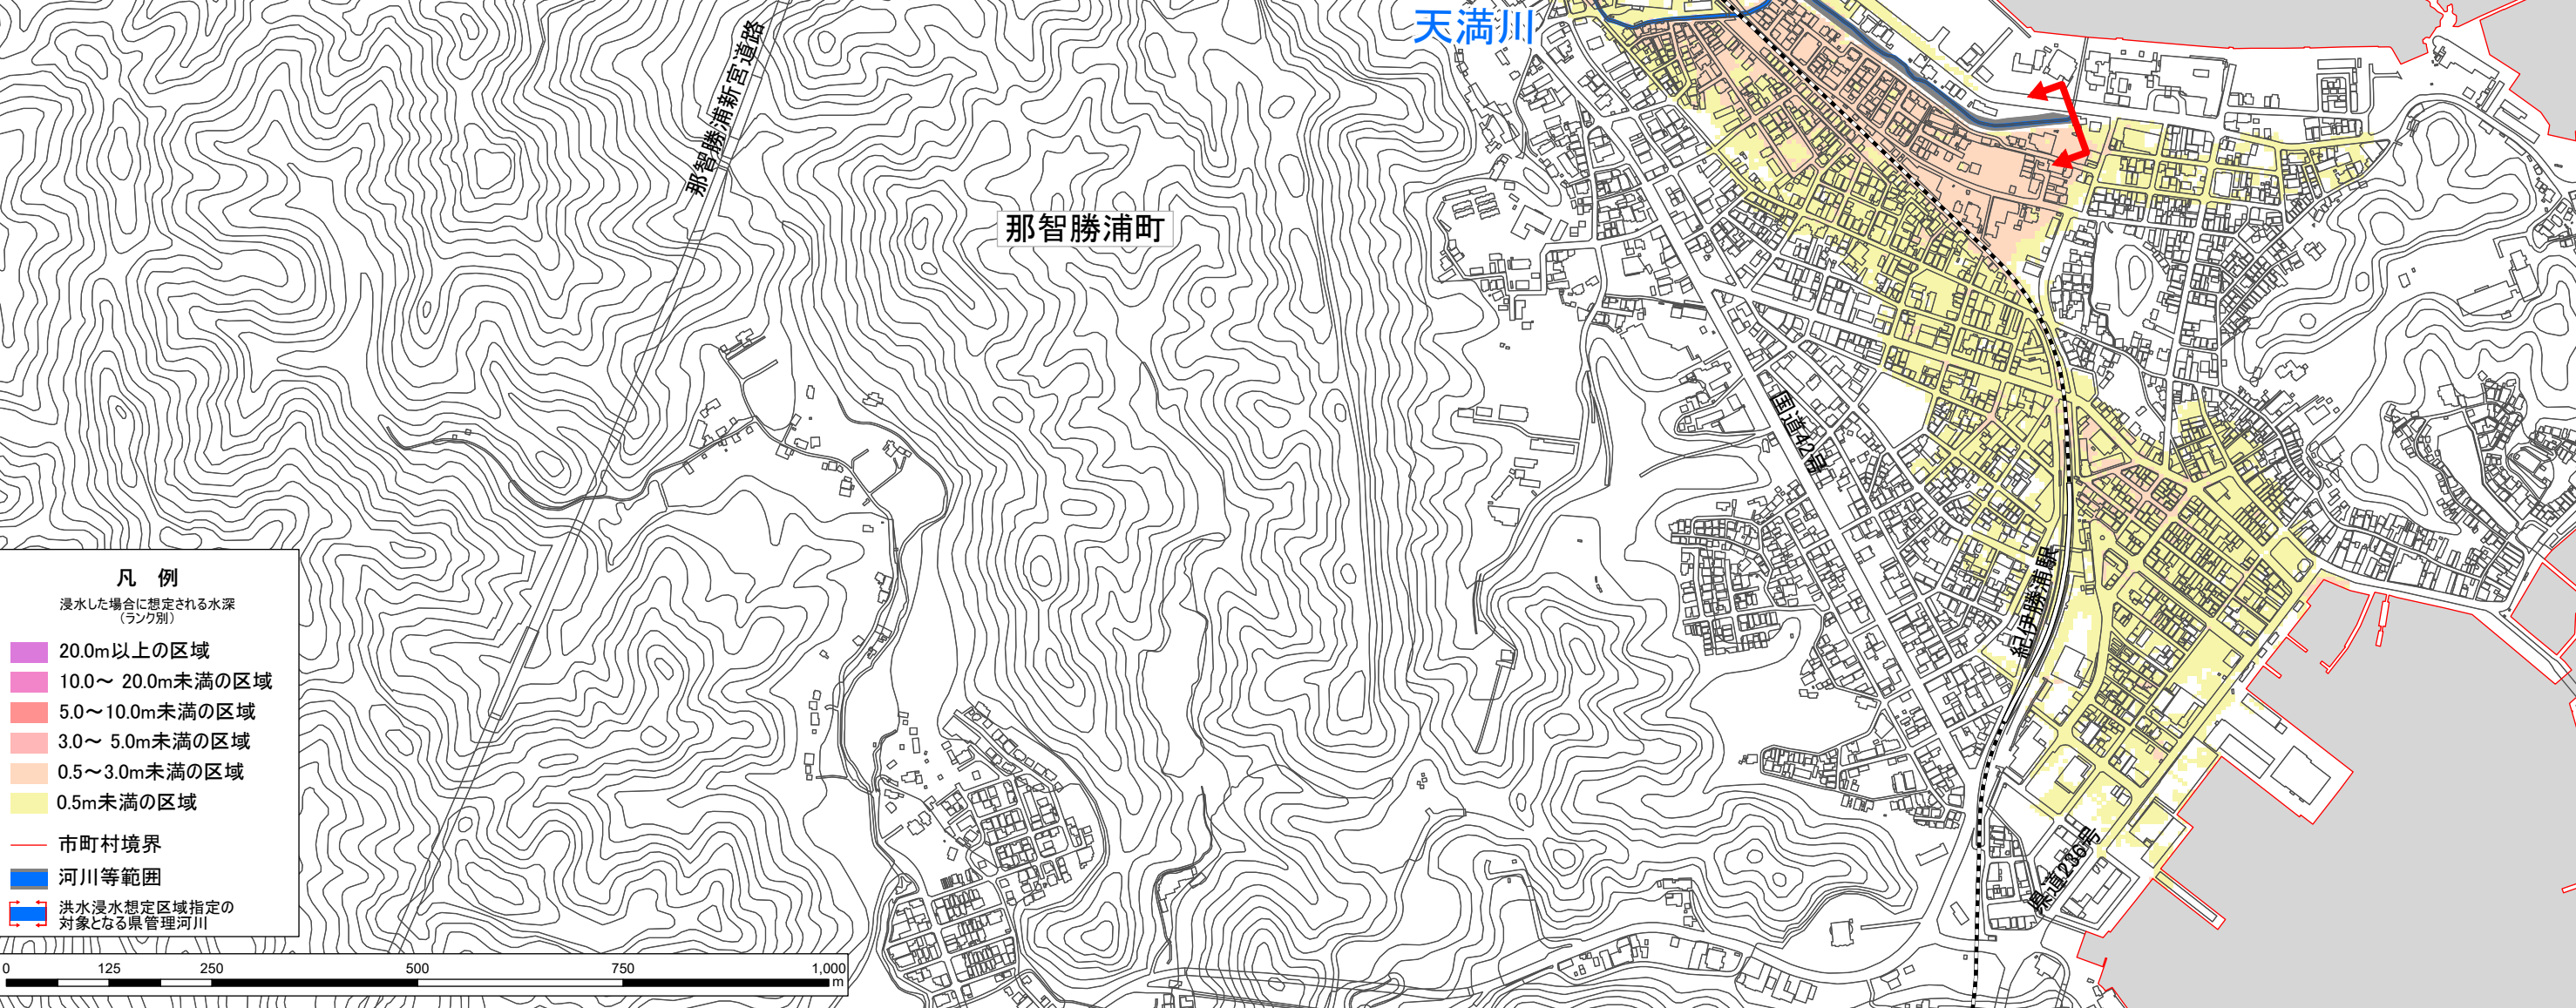 天満川
那智勝浦新宮道路
那智勝浦町
国道42号
紀伊勝浦駅
県道236号
凡 例
浸水した場合に想定される水深
(ランク別)
20.0m以上の区域
10.0～ 20.0m未満の区域
5.0～10.0m未満の区域
3.0～ 5.0m未満の区域
0.5～3.0m未満の区域
0.5m未満の区域
市町村境界
河川等範囲
洪水浸水想定区域指定の
対象となる県管理河川
0 125 250 500 750 1,000
m